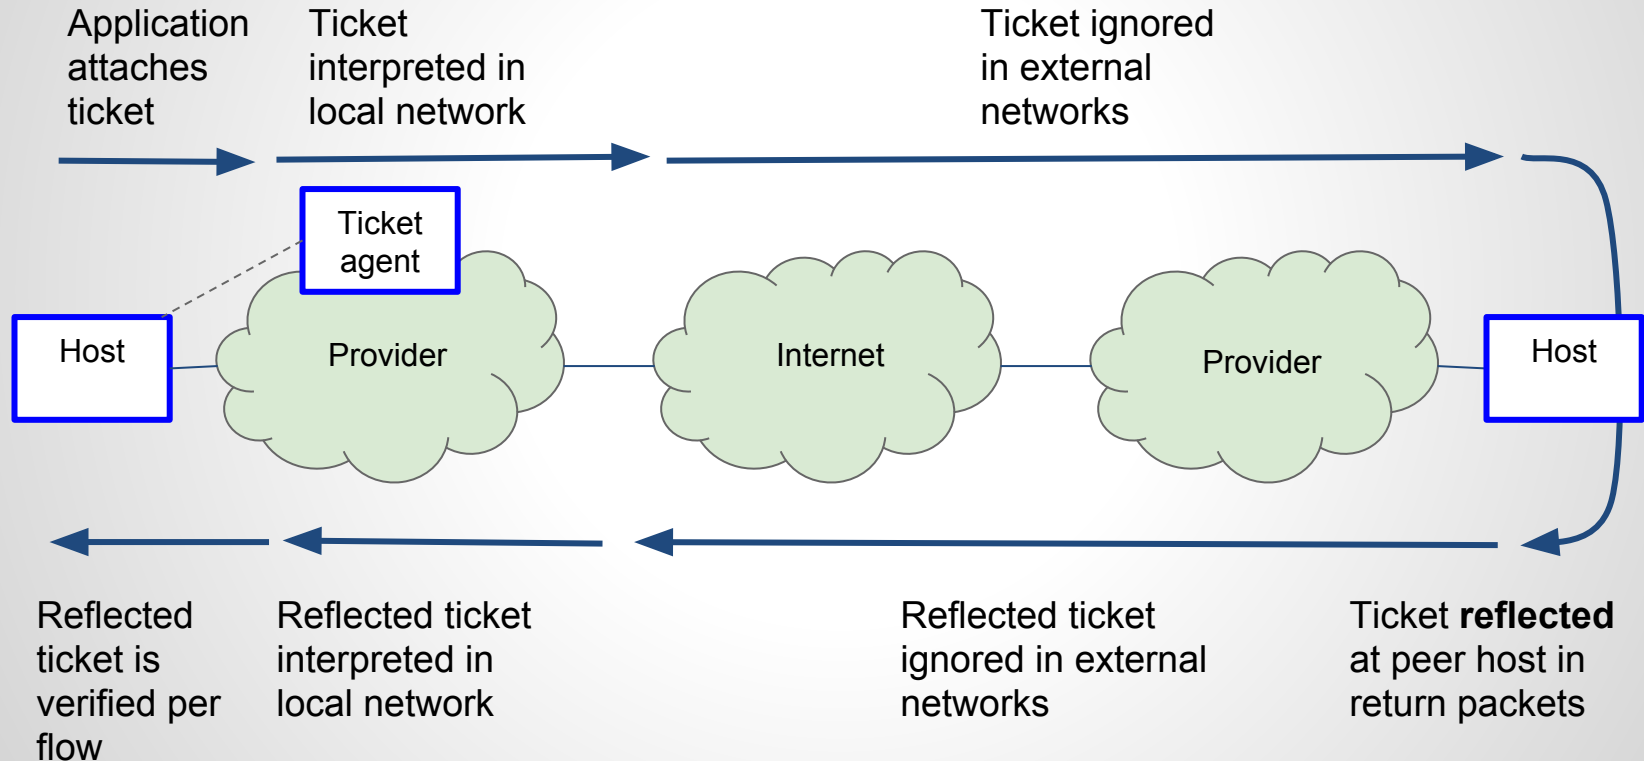 Application
attaches
ticket
Ticket
interpreted in
local network
Ticket ignored
in external
networks
Ticket
agent
Host
Provider
Internet
Provider
Host
Reflected
ticket is
verified per
flow
Reflected ticket
interpreted in
local network
Reflected ticket
ignored in external
networks
Ticket reflected
at peer host in
return packets